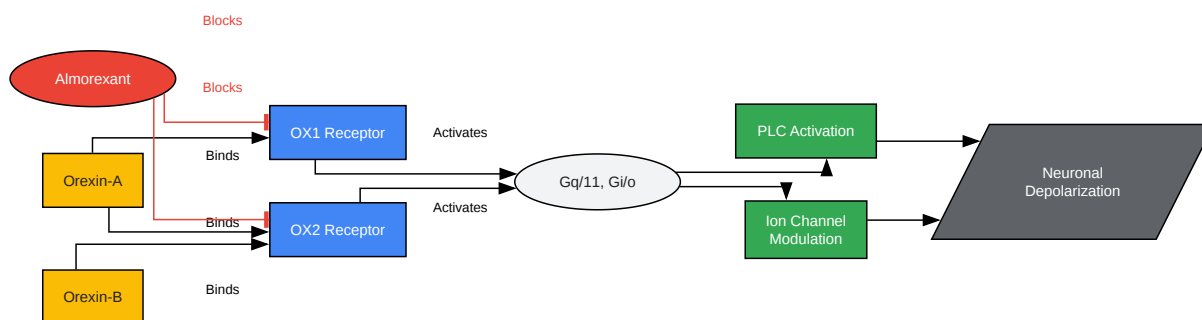 Blocks
Almorexant
Blocks
OX1 Receptor
Activates
PLC Activation
Binds
Orexin-A
Gq/11, Gi/o
Neuronal
Depolarization
Activates
Binds
OX2 Receptor
Ion Channel
Modulation
Orexin-B
Binds